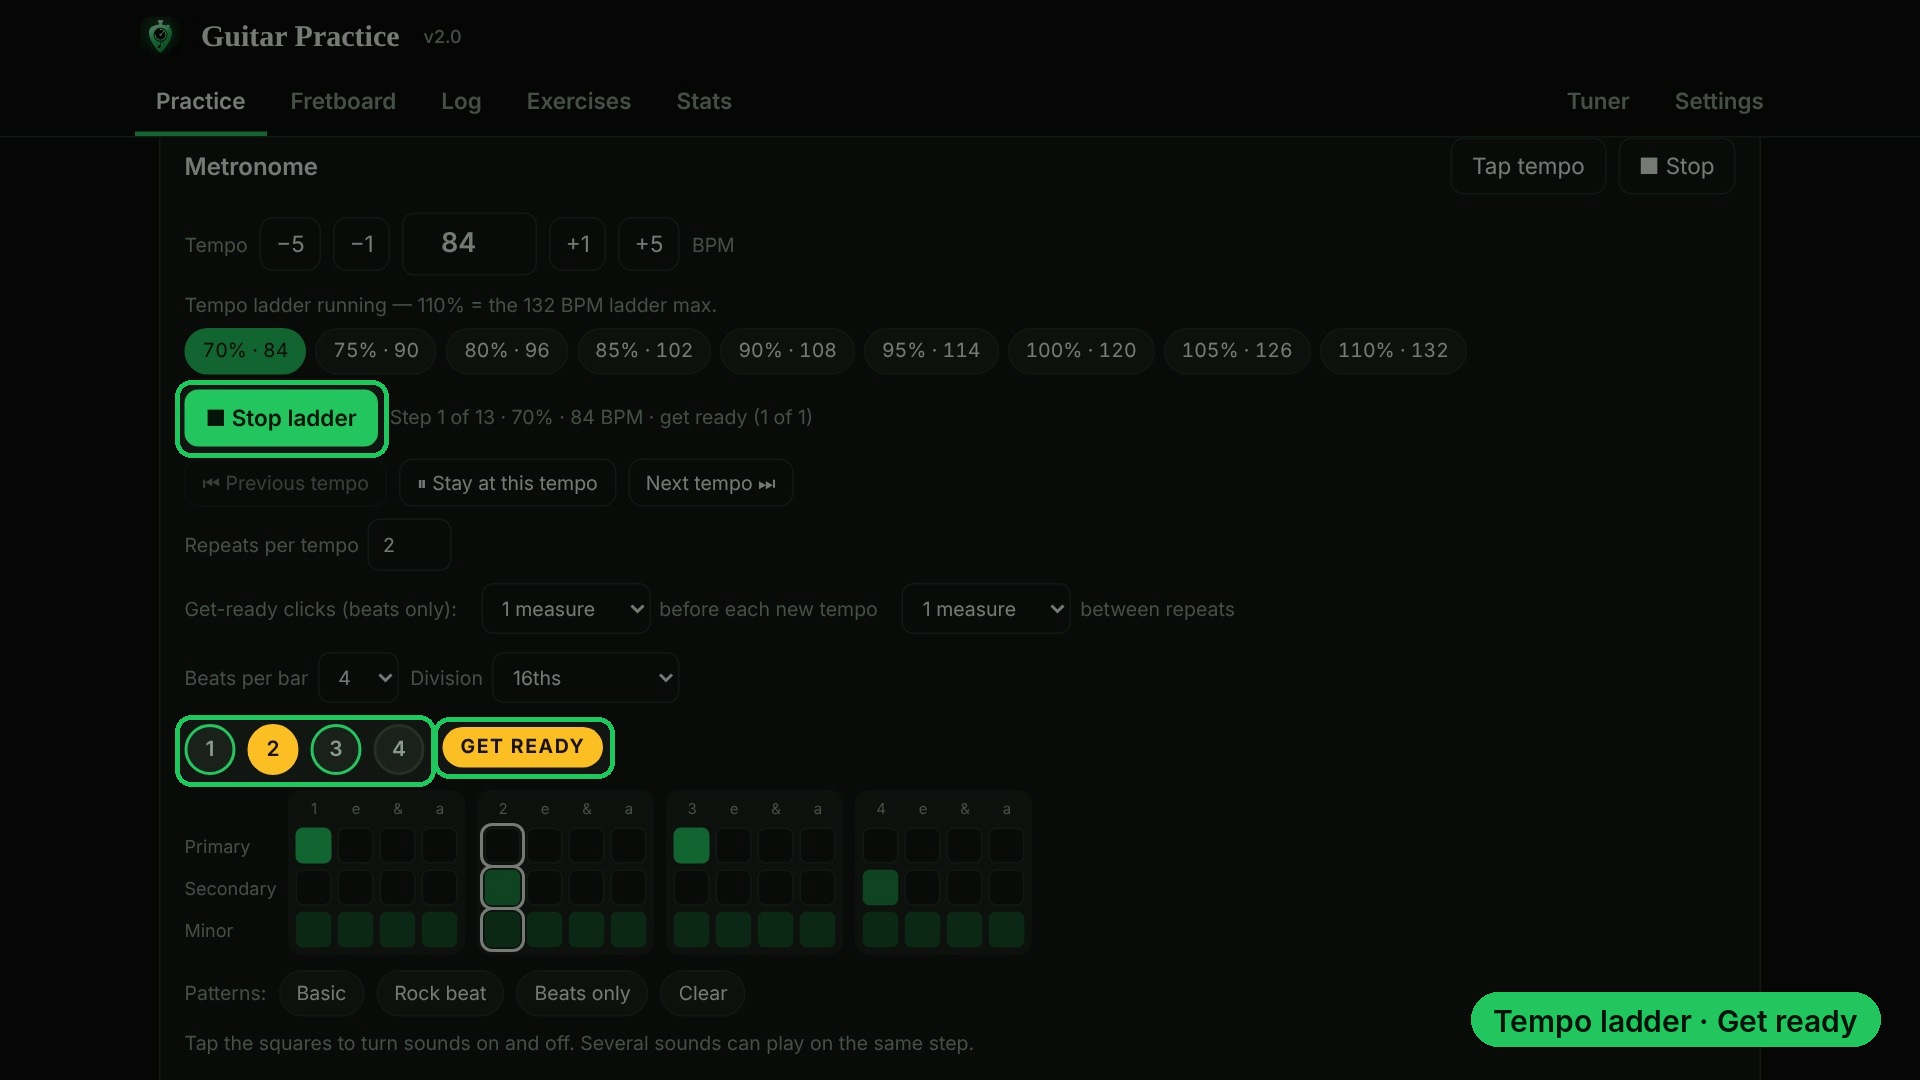 Guitar Practice v2.0
Practice Fretboard Log Exercises Stats Tuner Settings
Metronome Tap tempo Stop
Tempo −5 −1 84 +1 +5 BPM
Tempo ladder running — 110% = the 132 BPM ladder max.
70% · 84 75% · 90 80% · 96 85% · 102 90% · 108 95% · 114 100% · 120 105% · 126 110% · 132
Stop ladder Step 1 of 13 · 70% · 84 BPM · get ready (1 of 1)
Previous tempo Stay at this tempo Next tempo
Repeats per tempo 2
Get-ready clicks (beats only): 1 measure before each new tempo 1 measure between repeats
Beats per bar 4 Division 16ths
1 2 3 4 GET READY
1 e & a 2 e & a 3 e & a 4 e & a
Primary
Secondary
Minor
Patterns: Basic Rock beat Beats only Clear
Tap the squares to turn sounds on and off. Several sounds can play on the same step.
Tempo ladder · Get ready